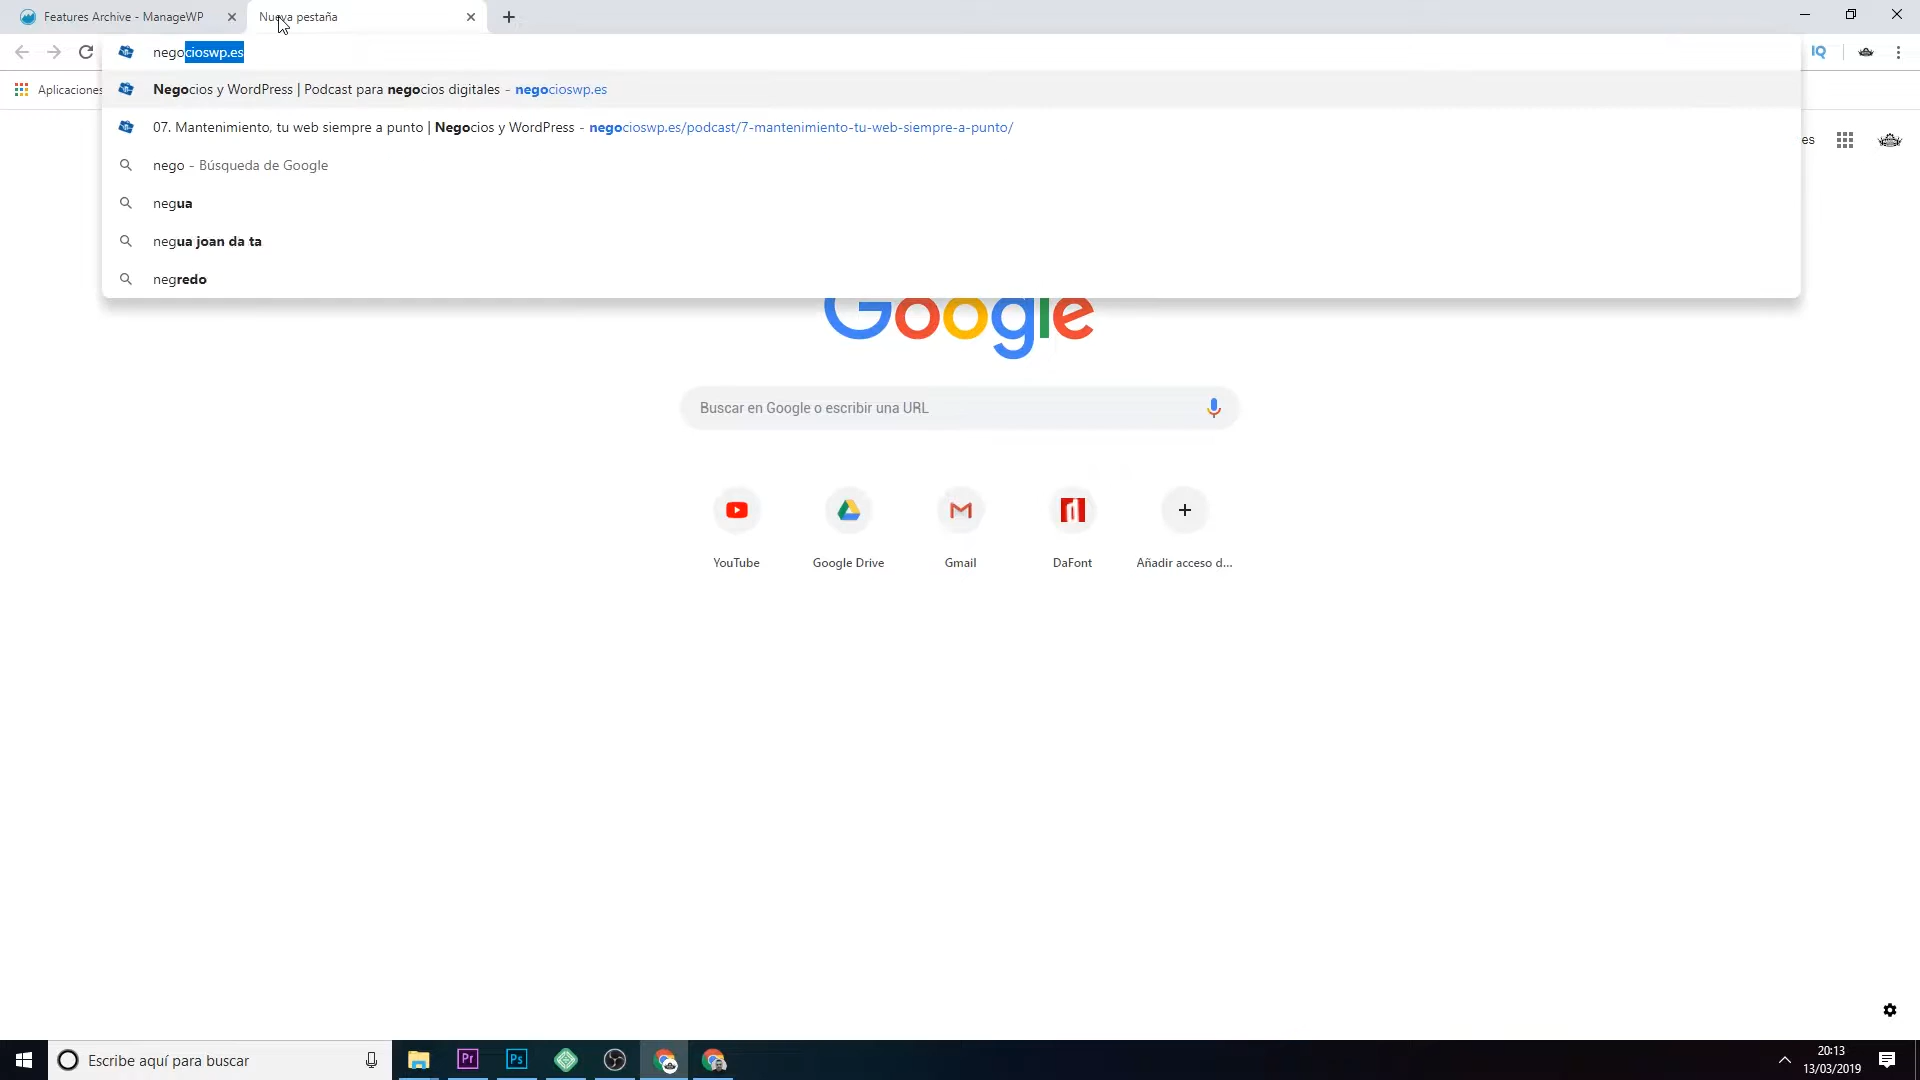 Features Archive - ManageWP
Nueva pestaña
negocioswp.es
IQ
Aplicaciones
Negocios y WordPress | Podcast para negocios digitales - negocioswp.es
07. Mantenimiento, tu web siempre a punto | Negocios y WordPress - negocioswp.es/podcast/7-mantenimiento-tu-web-siempre-a-punto/
es
nego - Búsqueda de Google
negua
negua joan da ta
negredo
Google
Buscar en Google o escribir una URL
YouTube
Google Drive
Gmail
DaFont
Añadir acceso d...
Escribe aquí para buscar
Pr
Ps
20:13
13/03/2019